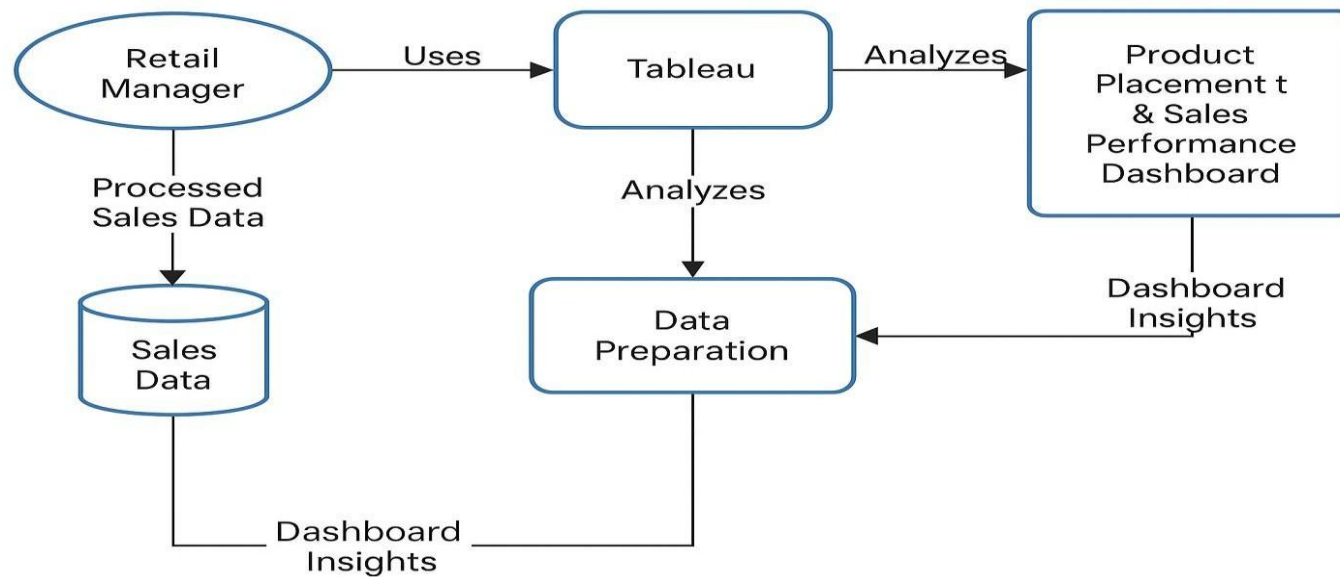 Retail
Manager
Uses
Tableau
Analyzes
Product
Placement t
& Sales
Performance
Dashboard
Processed
Sales Data
Analyzes
Dashboard
Insights
Sales
Data
Data
Preparation
Dashboard
Insights